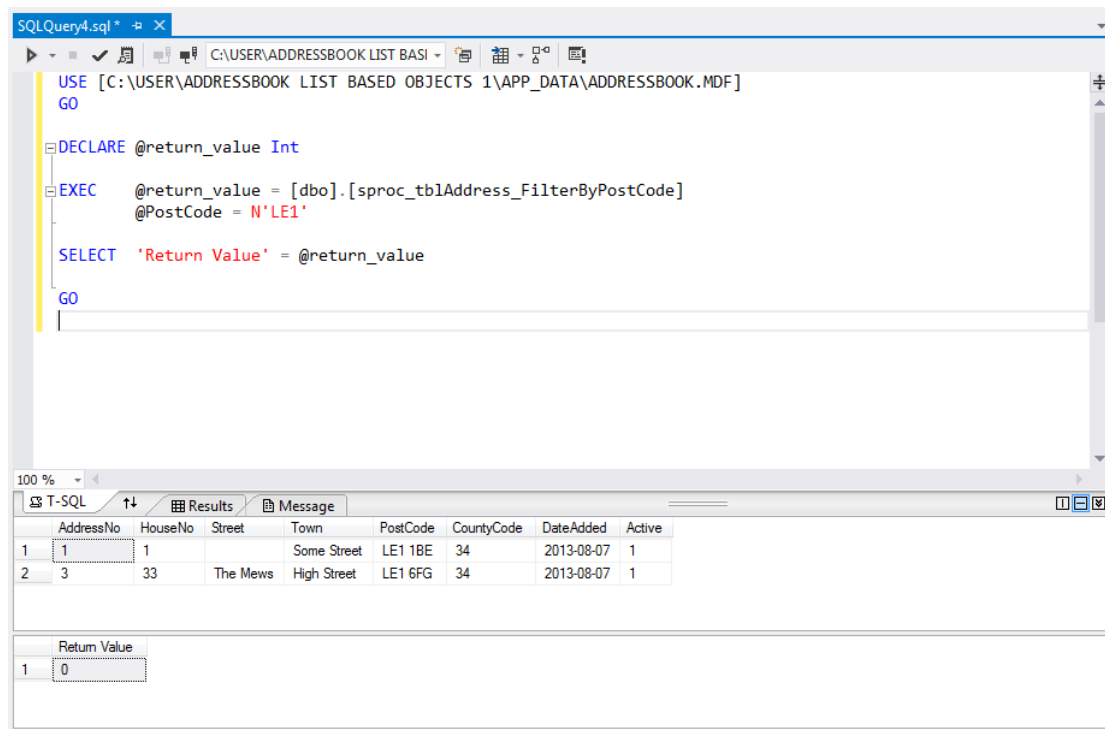 SQLQuery4.sql*
C:\USER\ADDRESSBOOK LIST BASI
USE [C:\USER\ADDRESSBOOK LIST BASED OBJECTS 1\APP_DATA\ADDRESSBOOK.MDF]
GO
DECLARE @return_value Int
EXEC @return_value = [dbo].[sproc_tblAddress_FilterByPostCode]
@PostCode = N'LE1'
SELECT 'Return Value' = @return_value
GO
100 %
T-SQL Results Message
AddressNo HouseNo Street Town PostCode CountyCode DateAdded Active
1 1 1 Some Street LE1 1BE 34 2013-08-07 1
2 3 33 The Mews High Street LE1 6FG 34 2013-08-07 1
Return Value
1 0